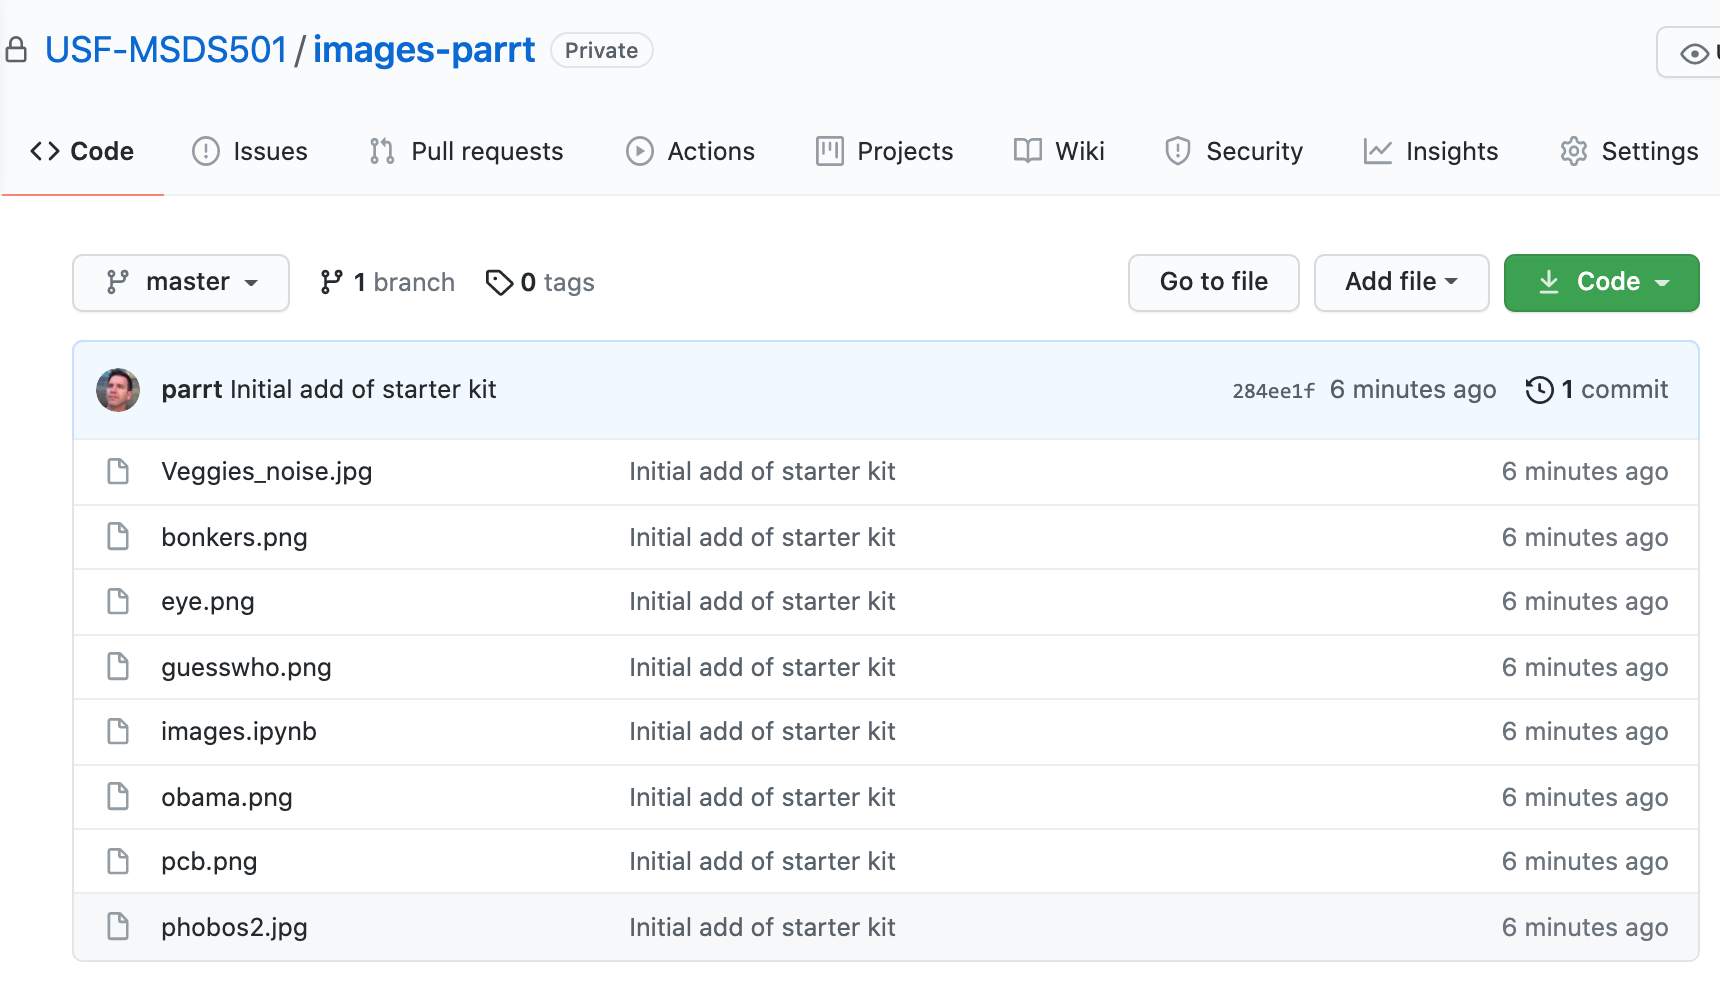 USF-MSDS501/images-parrt Private
Code Issues Pull requests Actions Projects Wiki Security Insights Settings
master 1 branch 0 tags Go to file Add file Code
parrt Initial add of starter kit 284ee1f 6 minutes ago 1 commit
Veggies_noise.jpg Initial add of starter kit 6 minutes ago
bonkers.png Initial add of starter kit 6 minutes ago
eye.png Initial add of starter kit 6 minutes ago
guesswho.png Initial add of starter kit 6 minutes ago
images.ipynb Initial add of starter kit 6 minutes ago
obama.png Initial add of starter kit 6 minutes ago
pcb.png Initial add of starter kit 6 minutes ago
phobos2.jpg Initial add of starter kit 6 minutes ago